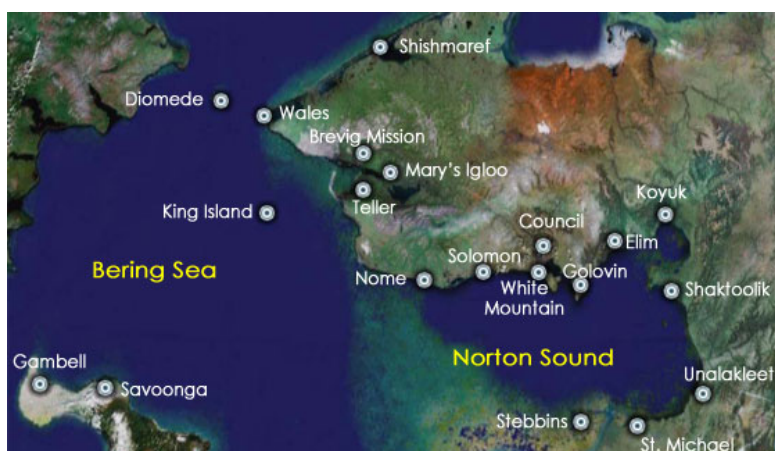 Shishmaref
Diomede
Wales
Brevig Mission
Mary's Igloo
Teller
King Island
Koyuk
Council
Elim
Solomon
Golovin
Nome
White
Mountain
Shaktoolik
Bering Sea
Norton Sound
Gambell
Savoonga
Unalakleet
Stebbins
St. Michael